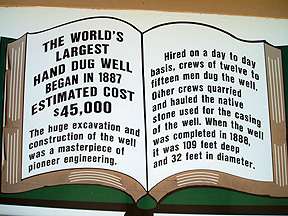 THE WORLD'S
LARGEST
HAND DUG WELL
BEGAN IN 1887
ESTIMATED COST
$45,000
The huge excavation and
construction of the well
was a masterpiece of
pioneer engineering.
Hired on a day to day
basis, crews of twelve to
fifteen men dug the well.
Other crews quarried
and hauled the native
stone used for the casing
of the well. When the well
was completed in 1888,
it was 109 feet deep
and 32 feet in diameter.